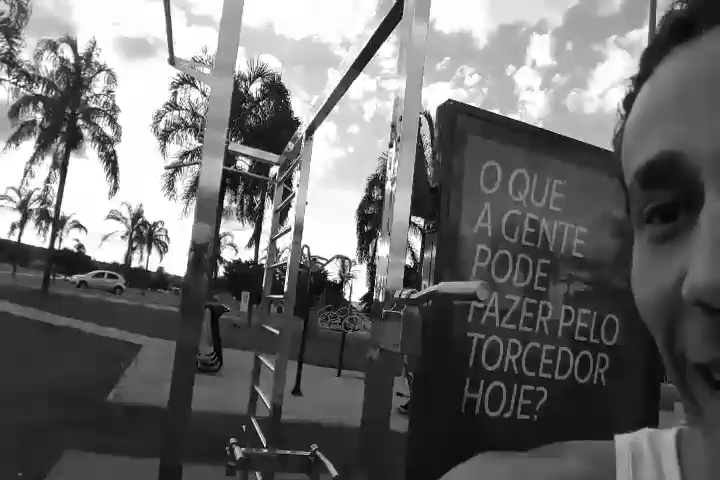 O QUE
A GENTE
PODE
FAZER PELO
TORCEDOR
HOJE?